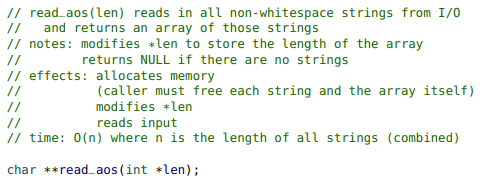 // read_aos(len) reads in all non-whitespace strings from I/O
//   and returns an array of those strings
// notes: modifies *len to store the length of the array
//        returns NULL if there are no strings
// effects: allocates memory
//          (caller must free each string and the array itself)
//          modifies *len
//          reads input
// time: O(n) where n is the length of all strings (combined)
char **read_aos(int *len);